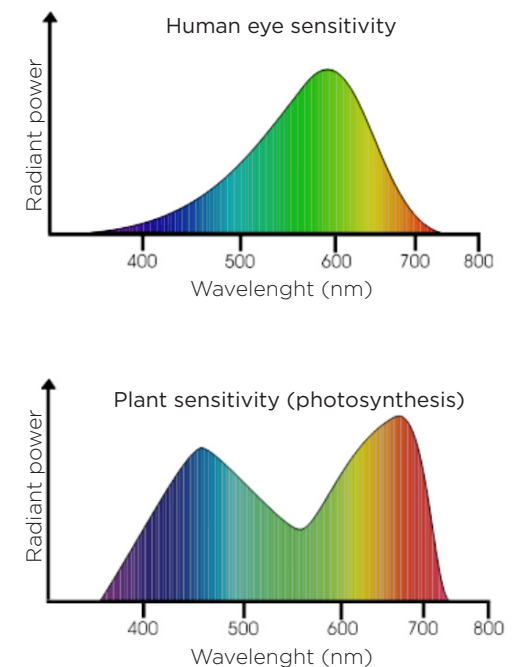 Human eye sensitivity
Radiant power
400 500 600 700 800
Wavelenght (nm)
Plant sensitivity (photosynthesis)
Radiant power
400 500 600 700 800
Wavelenght (nm)